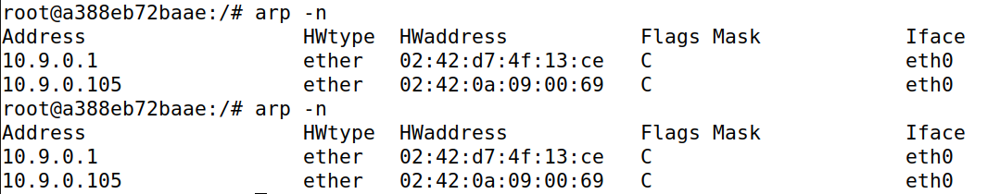 root@a388eb72baae:/# arp -n
Address                  HWtype  HWaddress           Flags Mask            Iface
10.9.0.1                 ether   02:42:d7:4f:13:ce   C                     eth0
10.9.0.105               ether   02:42:0a:09:00:69   C                     eth0
root@a388eb72baae:/# arp -n
Address                  HWtype  HWaddress           Flags Mask            Iface
10.9.0.1                 ether   02:42:d7:4f:13:ce   C                     eth0
10.9.0.105               ether   02:42:0a:09:00:69   C                     eth0